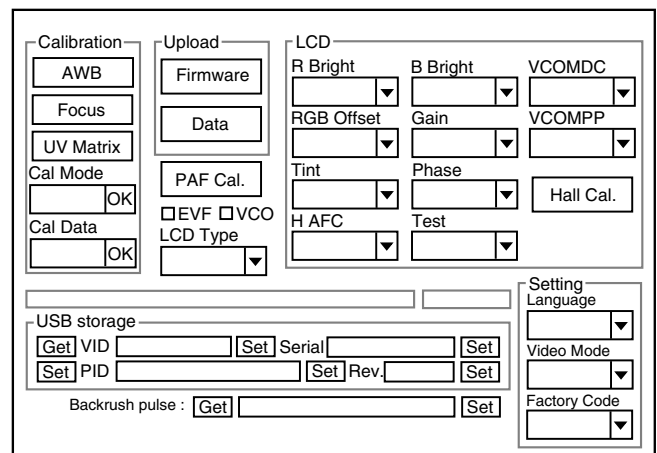 Calibration
AWB
Focus
UV Matrix
Cal Mode
OK
Cal Data
OK
Upload
Firmware
Data
PAF Cal.
EVF VCO
LCD Type
LCD
R Bright B Bright VCOMDC
RGB Offset Gain VCOMPP
Tint Phase
Hall Cal.
H AFC Test
USB storage
Get VID Set Serial Set
Set PID Set Rev. Set
Backrush pulse : Get Set
Setting
Language
Video Mode
Factory Code